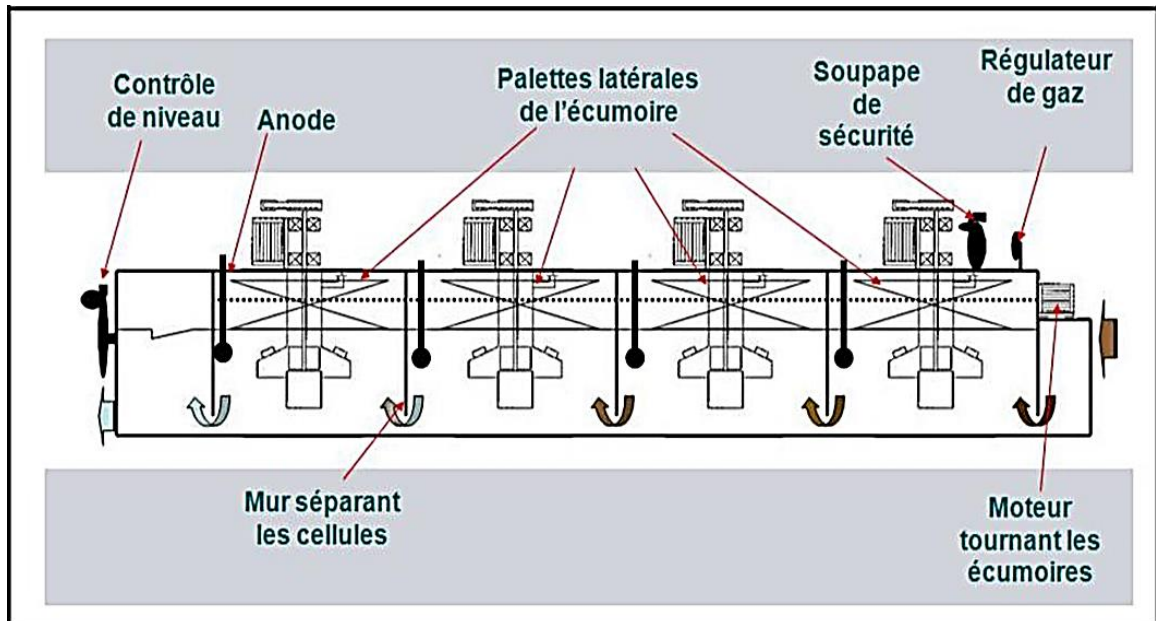 Contrôle
de niveau
Anode
Palettes latérales
de l’écumoire
Soupape
de
sécurité
Régulateur
de gaz
Mur séparant
les cellules
Moteur
tournant les
écumoires